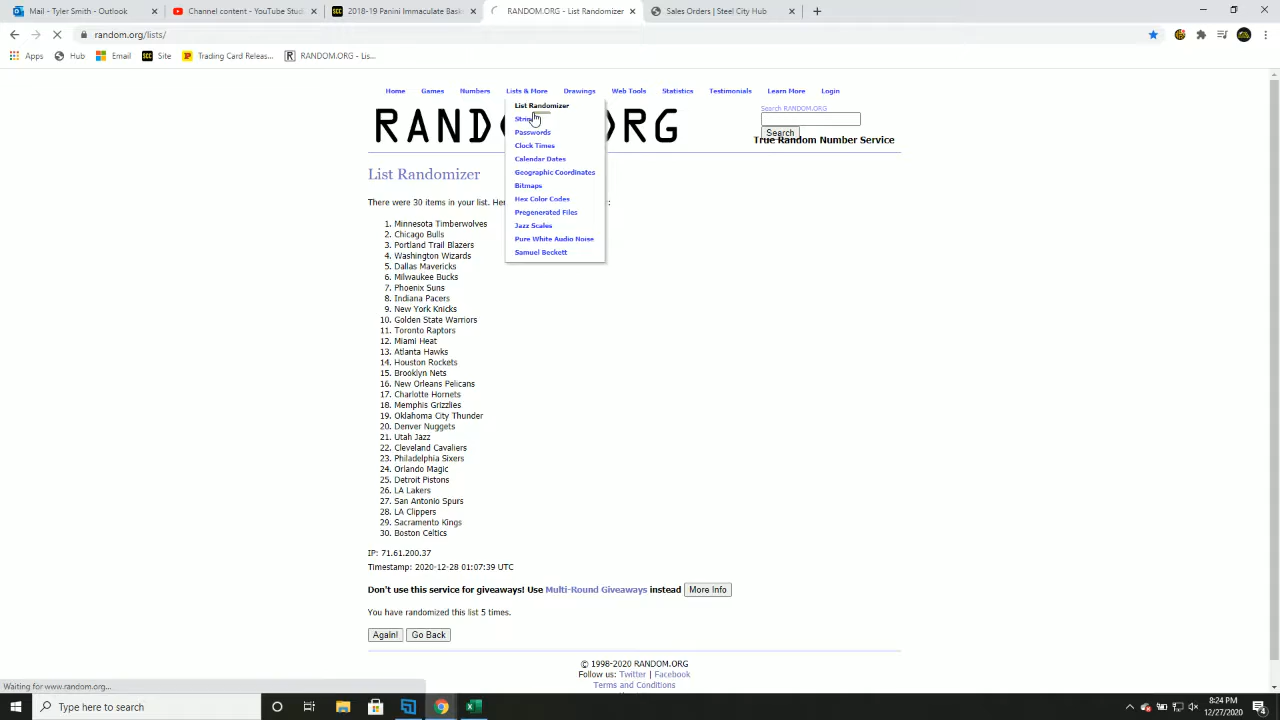 Mail - Tyler Smith - Outlook
YouTube Channel content - YouTube Stud
SCC 2018-19 Panini Immaculate Bask
RANDOM.ORG - List Randomizer
Sales Orders | Steel City
random.org/lists/
Apps
Hub
Email
SCC Site
Trading Card Releas...
R RANDOM.ORG - Lis...
Home Games Numbers Lists & More Drawings Web Tools Statistics Testimonials Learn More Login
List Randomizer
Passwords
Clock Times
Calendar Dates
Geographic Coordinates
Bitmaps
Hex Color Codes
Pregenerated Files
Jazz Scales
Pure White Audio Noise
Samuel Beckett
Search RANDOM.ORG
Search
True Random Number Service
List Randomizer
There were 30 items in your list.
1. Minnesota Timberwolves
2. Chicago Bulls
3. Portland Trail Blazers
4. Washington Wizards
5. Dallas Mavericks
6. Milwaukee Bucks
7. Phoenix Suns
8. Indiana Pacers
9. New York Knicks
10. Golden State Warriors
11. Toronto Raptors
12. Miami Heat
13. Atlanta Hawks
14. Houston Rockets
15. Brooklyn Nets
16. New Orleans Pelicans
17. Charlotte Hornets
18. Memphis Grizzlies
19. Oklahoma City Thunder
20. Denver Nuggets
21. Utah Jazz
22. Cleveland Cavaliers
23. Philadelphia Sixers
24. Orlando Magic
25. Detroit Pistons
26. LA Lakers
27. San Antonio Spurs
28. LA Clippers
29. Sacramento Kings
30. Boston Celtics
IP: 71.61.200.37
Timestamp: 2020-12-28 01:07:39 UTC
Don't use this service for giveaways! Use Multi-Round Giveaways instead More Info
You have randomized this list 5 times.
Again! Go Back
© 1998-2020 RANDOM.ORG
Follow us: Twitter | Facebook
Terms and Conditions
Waiting for www.random.org...
Type here to search
8:24 PM
12/27/2020
4